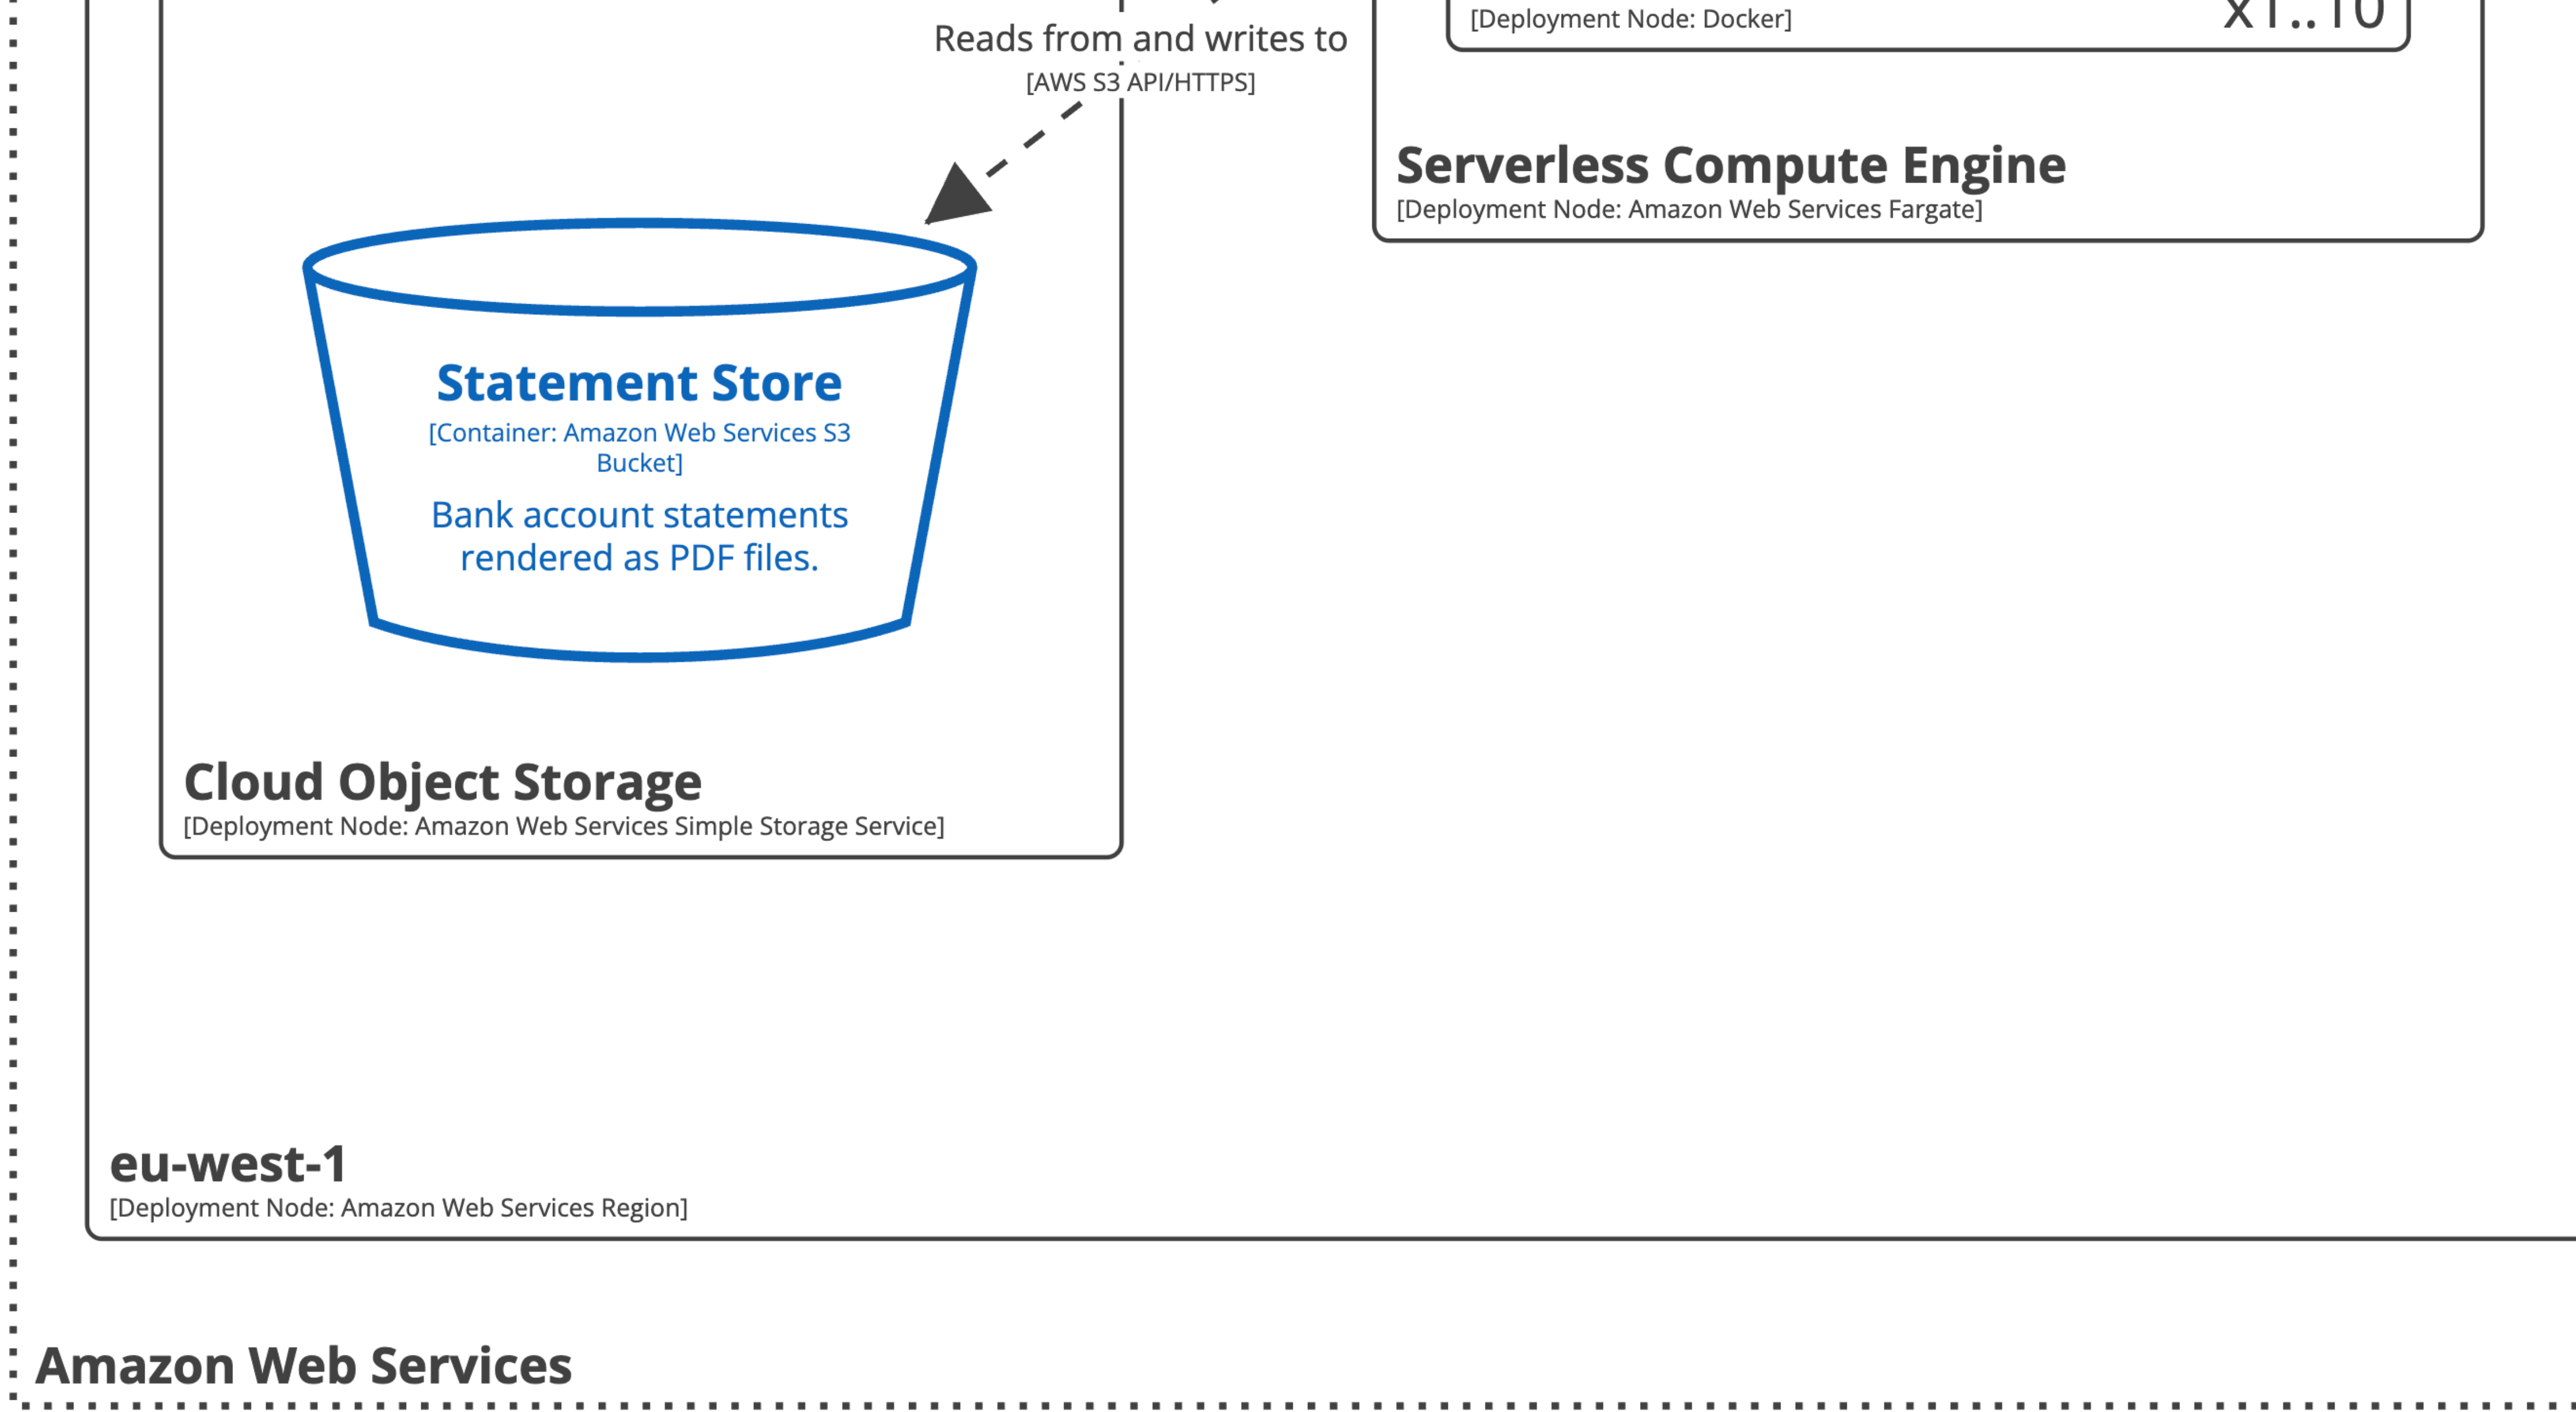 [Deployment Node: Docker]
x1..10
Reads from and writes to
[AWS S3 API/HTTPS]
Serverless Compute Engine
[Deployment Node: Amazon Web Services Fargate]
Statement Store
[Container: Amazon Web Services S3
Bucket]
Bank account statements
rendered as PDF files.
Cloud Object Storage
[Deployment Node: Amazon Web Services Simple Storage Service]
eu-west-1
[Deployment Node: Amazon Web Services Region]
Amazon Web Services